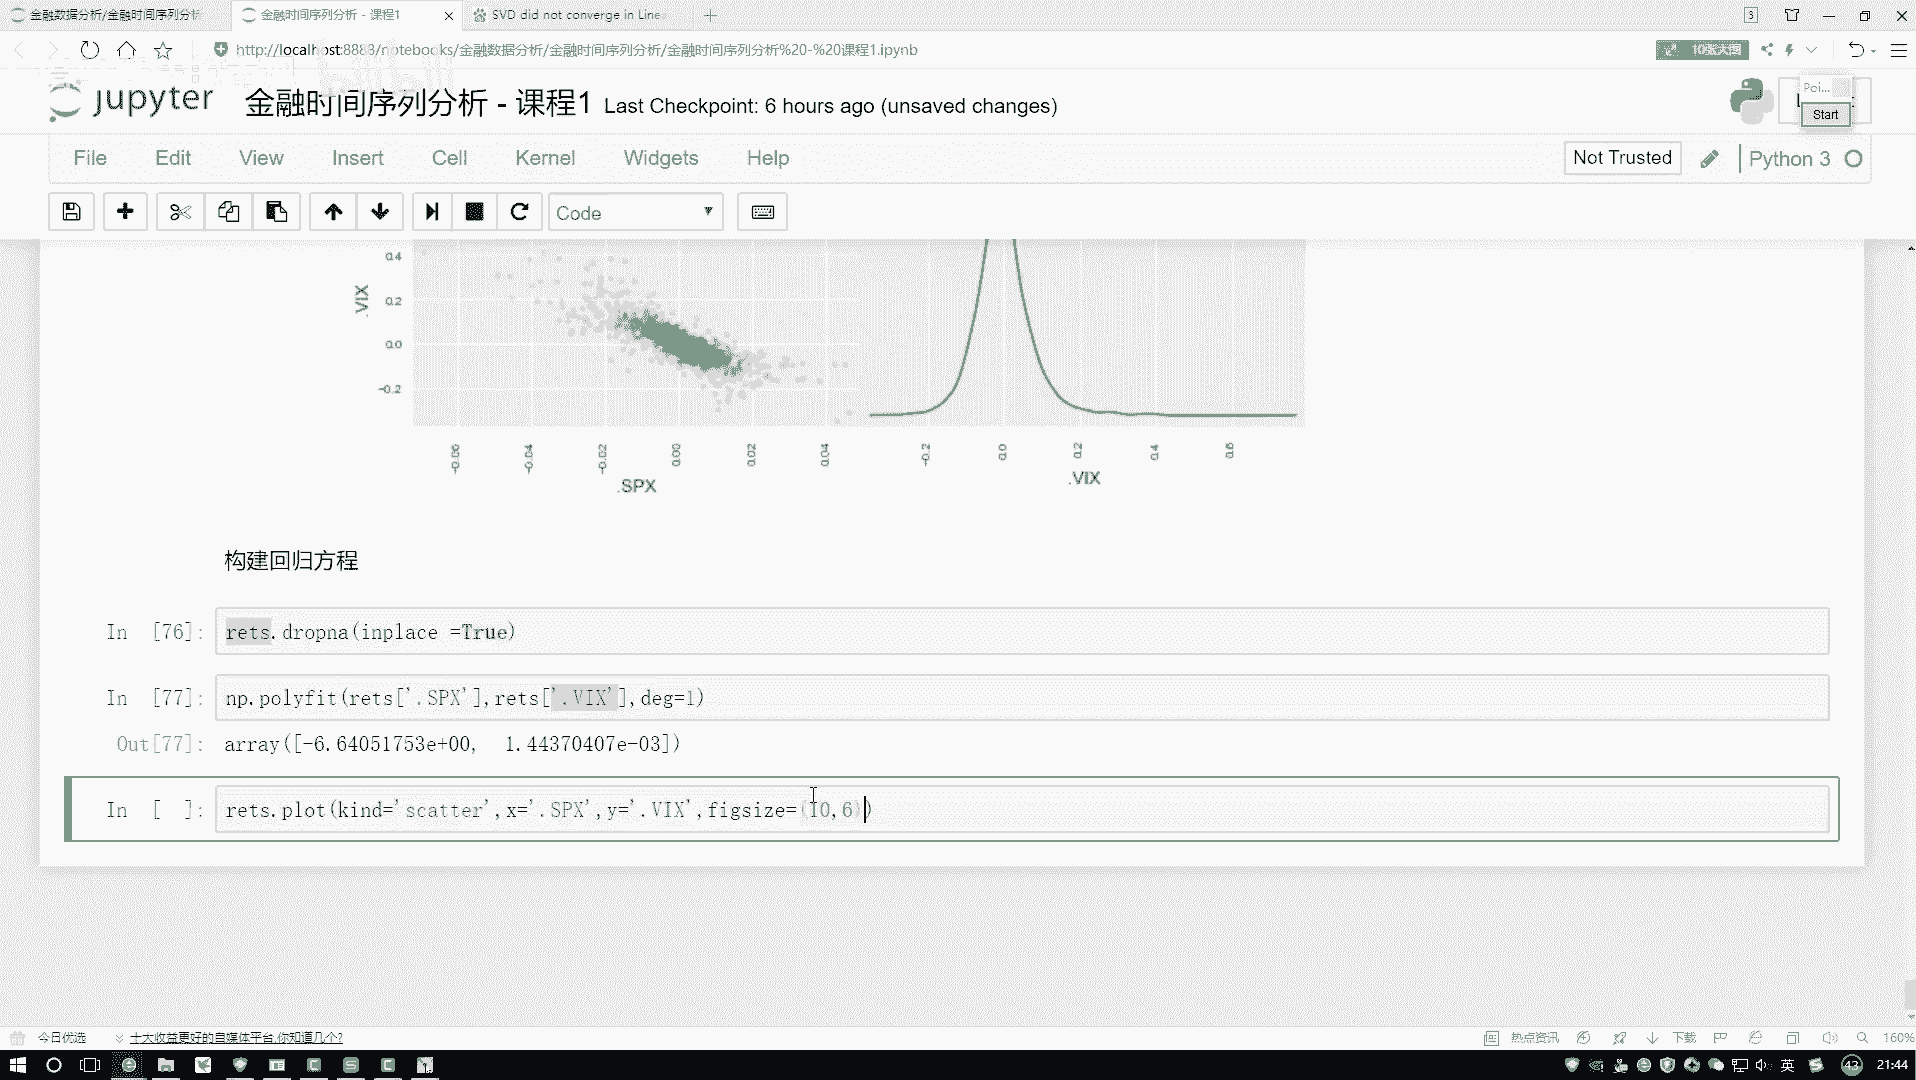 金融数据分析/金融时间序列分析
金融时间序列分析 - 课程1
SVD did not converge in Line
3
http://localhost:8888/notebooks/金融数据分析/金融时间序列分析/金融时间序列分析%20-%20课程1.ipynb
10张大图
jupyter 金融时间序列分析 - 课程1 Last Checkpoint: 6 hours ago (unsaved changes)
Poi...
Start
File Edit View Insert Cell Kernel Widgets Help
Not Trusted
Python 3
Code
0.4
0.2
0.0
-0.2
.VIX
-0.06 -0.04 -0.02 0.00 0.02 0.04
-0.2 0.0 0.2 0.4 0.6
.SPX
.VIX
构建回归方程
In [76]: rets.dropna(inplace =True)
In [77]: np.polyfit(rets['.SPX'],rets['.VIX'],deg=1)
Out[77]: array([-6.64051753e+00, 1.44370407e-03])
In [ ]: rets.plot(kind='scatter',x='.SPX',y='.VIX',figsize=(10,6))
今日优选
十大收益更好的自媒体平台,你知道几个?
热点资讯
下载
160%
英
43
21:44